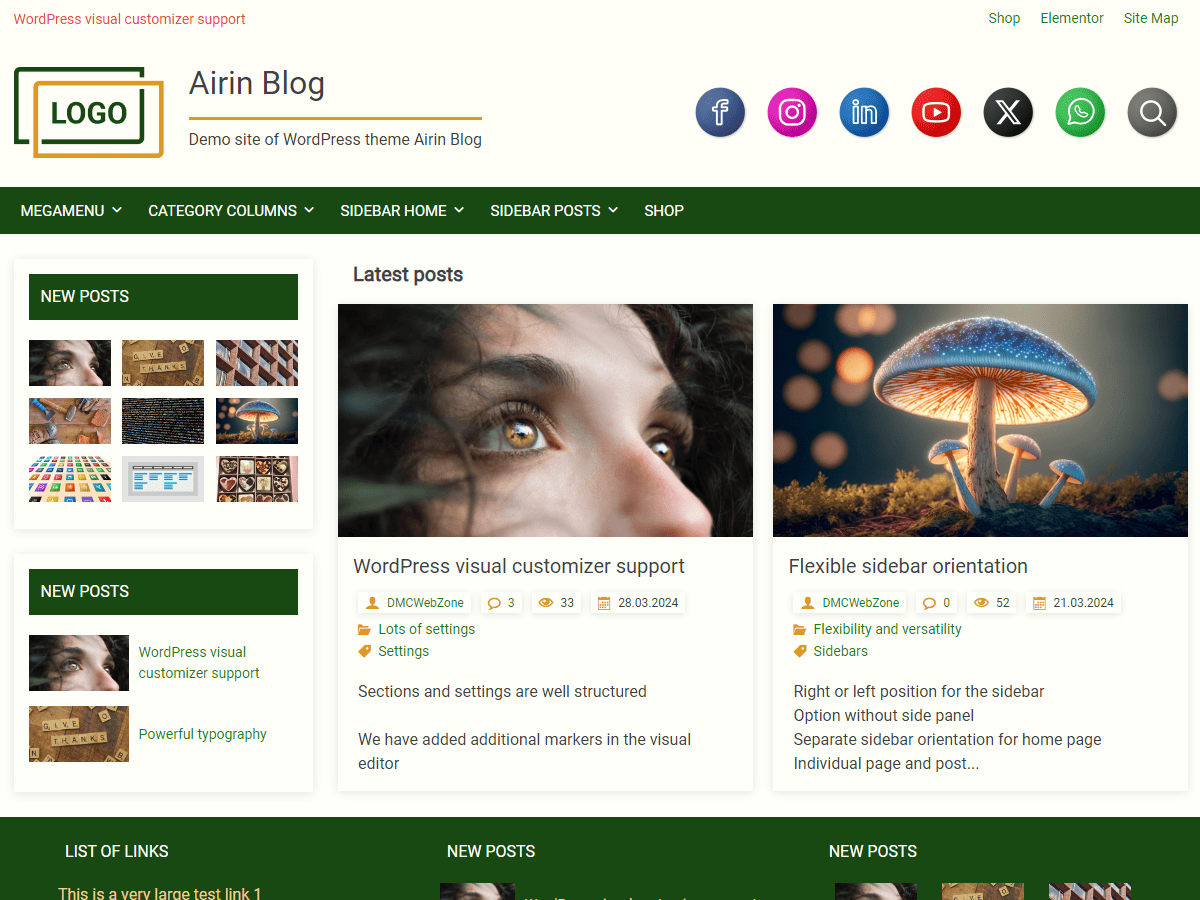 WordPress visual customizer support
Shop Elementor Site Map
LOGO
Airin Blog
Demo site of WordPress theme Airin Blog
MEGAMENU CATEGORY COLUMNS SIDEBAR HOME SIDEBAR POSTS SHOP
NEW POSTS
GIVE
THANKS
NEW POSTS
WordPress visual
customizer support
GIVE
THANKS
Powerful typography
Latest posts
WordPress visual customizer support
DMCWebZone 3 33 28.03.2024
Lots of settings
Settings
Sections and settings are well structured
We have added additional markers in the visual
editor
Flexible sidebar orientation
DMCWebZone 0 52 21.03.2024
Flexibility and versatility
Sidebars
Right or left position for the sidebar
Option without side panel
Separate sidebar orientation for home page
Individual page and post...
LIST OF LINKS
This is a very large test link 1
NEW POSTS
NEW POSTS